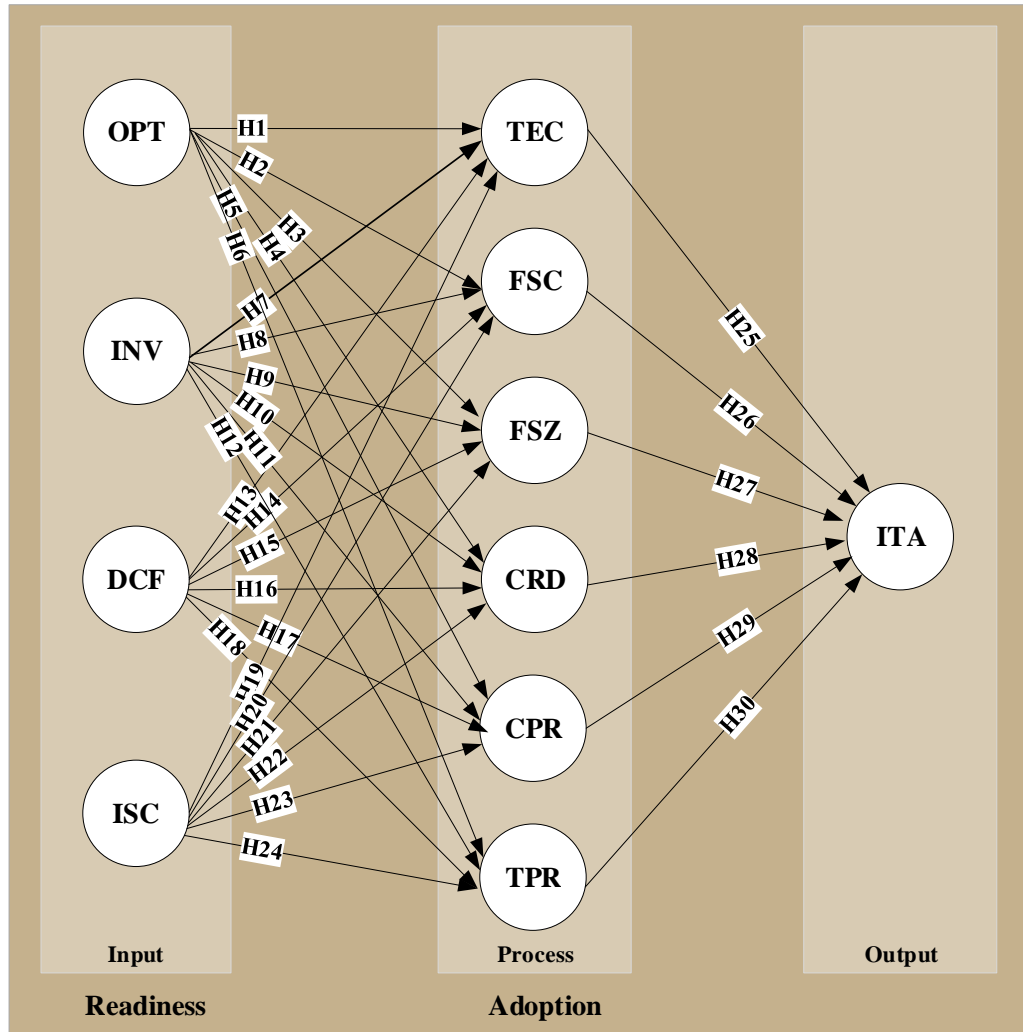 OPT
INV
DCF
ISC
H1
H2
H3
H4
H5
H6
H7
H8
H9
H10
H11
H12
H13
H14
H15
H16
H17
H18
H19
H20
H21
H22
H23
H24
TEC
FSC
FSZ
CRD
CPR
TPR
H25
H26
H27
H28
H29
H30
ITA
Input
Process
Output
Readiness
Adoption